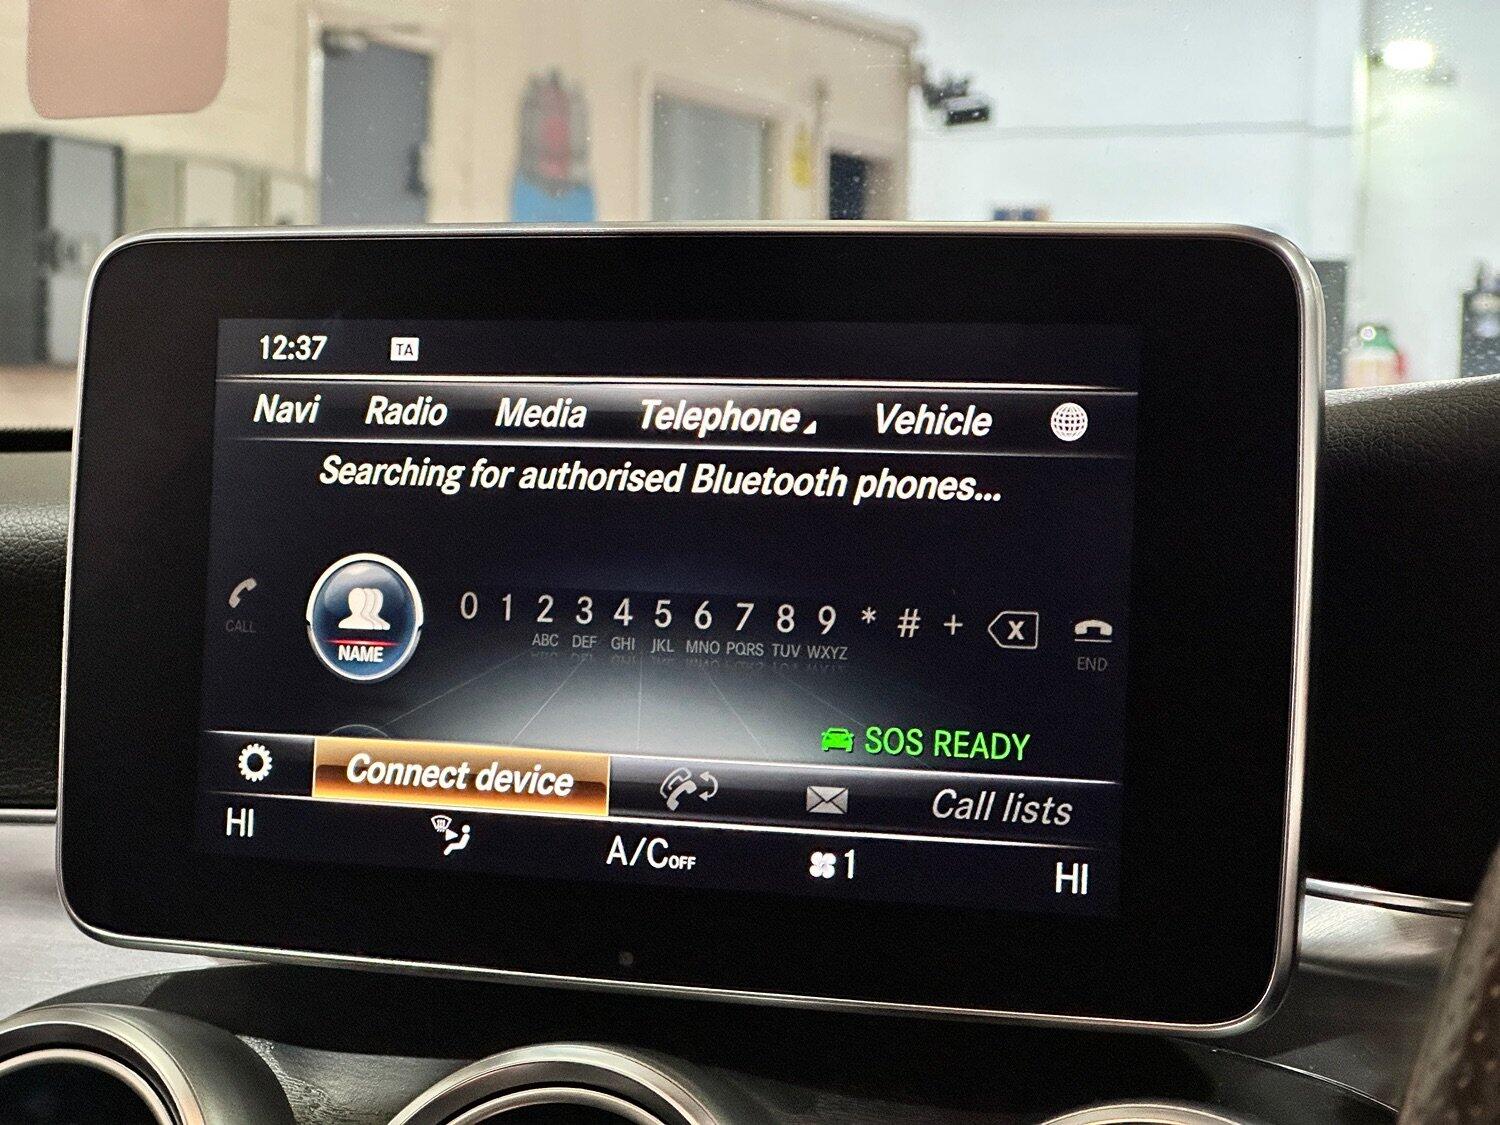 12:37 TA
Navi Radio Media Telephone Vehicle
Searching for authorised Bluetooth phones...
CALL NAME 0 1 2 3 4 5 6 7 8 9 * # + X END
ABC DEF GHI JKL MNO PQRS TUV WXYZ
SOS READY
Connect device Call lists
HI A/C OFF 1 HI